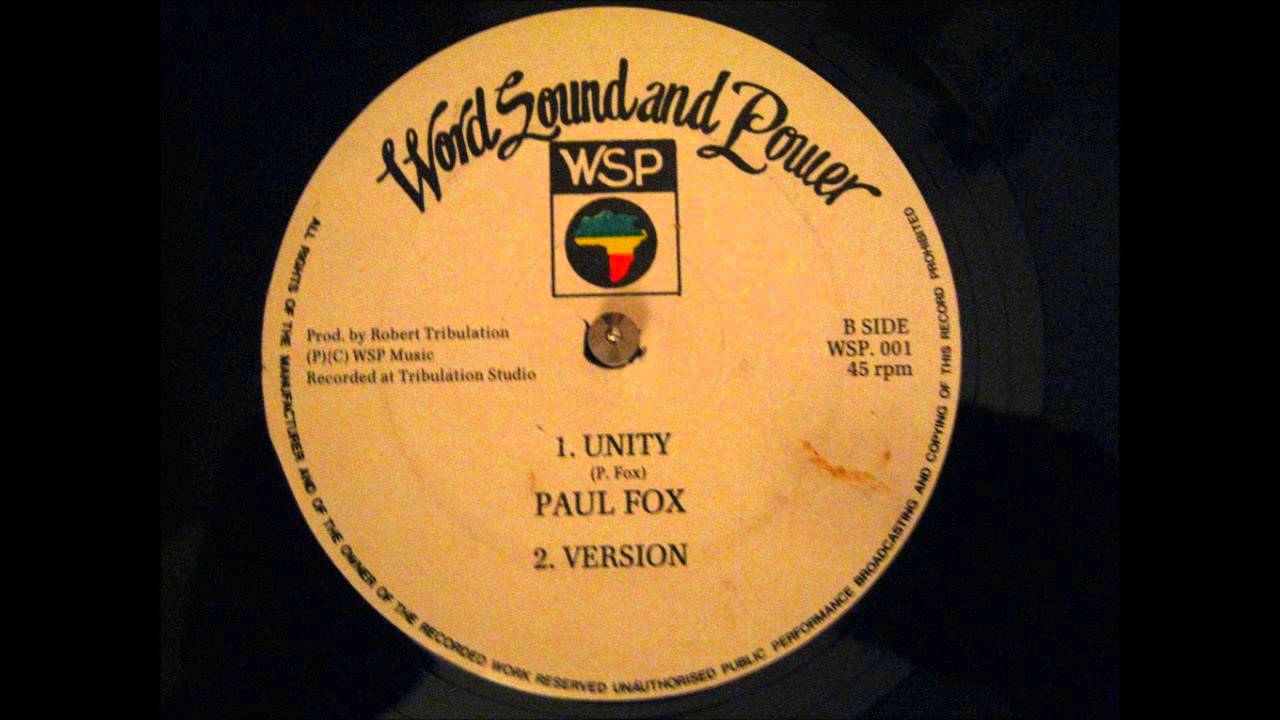 Word Sound and Power
WSP
Prod. by Robert Tribulation
(P)(C) WSP Music
Recorded at Tribulation Studio
B SIDE
WSP. 001
45 rpm
1. UNITY
(P. Fox)
PAUL FOX
2. VERSION
ALL RIGHTS OF THE MANUFACTURER AND OF THE OWNER OF THE RECORDED WORK RESERVED UNAUTHORISED PUBLIC PERFORMANCE BROADCASTING AND COPYING OF THIS RECORD PROHIBITED